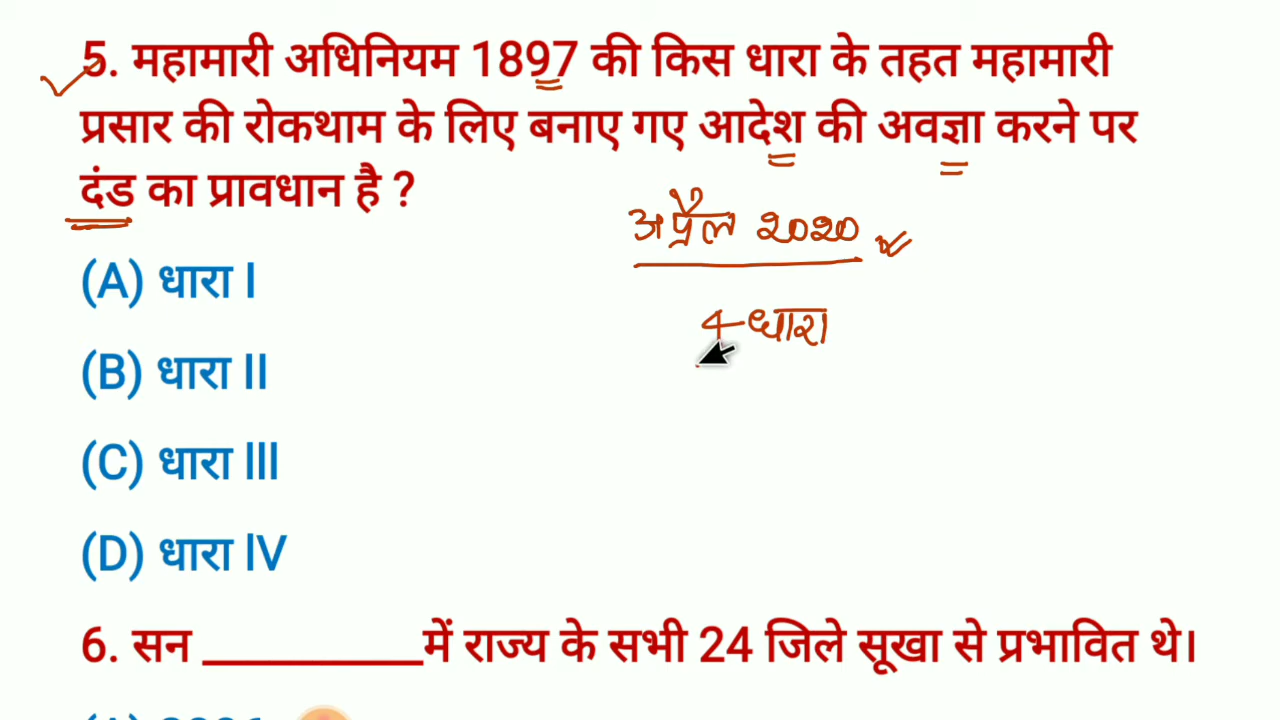 5. महामारी अधिनियम 1897 की किस धारा के तहत महामारी
प्रसार की रोकथाम के लिए बनाए गए आदेश की अवज्ञा करने पर
दंड का प्रावधान है ?
अप्रैल 2020
(A) धारा I
4 धारा
(B) धारा II
(C) धारा III
(D) धारा IV
6. सन __________में राज्य के सभी 24 जिले सूखा से प्रभावित थे।